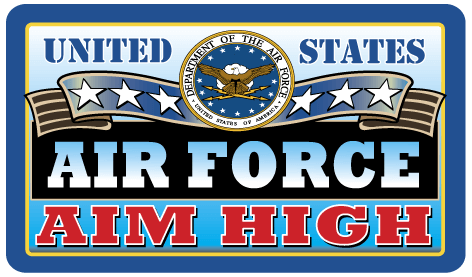 UNITED STATES
DEPARTMENT OF THE AIR FORCE
UNITED STATES OF AMERICA
AIR FORCE
AIM HIGH